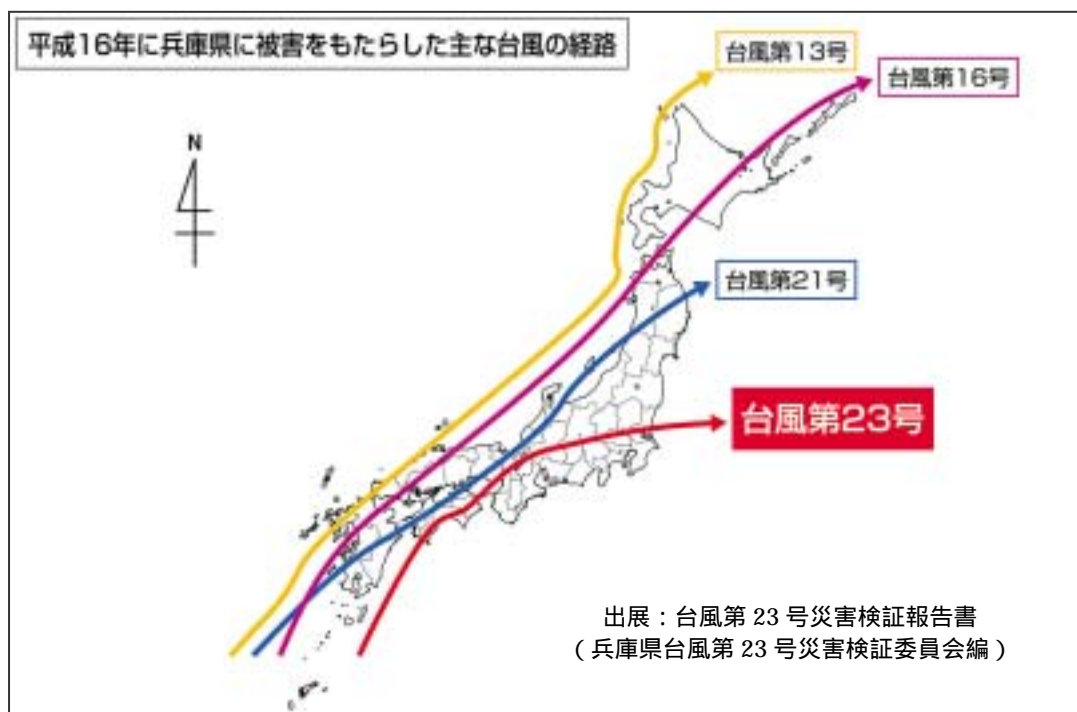 平成16年に兵庫県に被害をもたらした主な台風の経路
台風第13号
台風第16号
N
台風第21号
台風第23号
出展：台風第 23 号災害検証報告書
（兵庫県台風第 23 号災害検証委員会編）